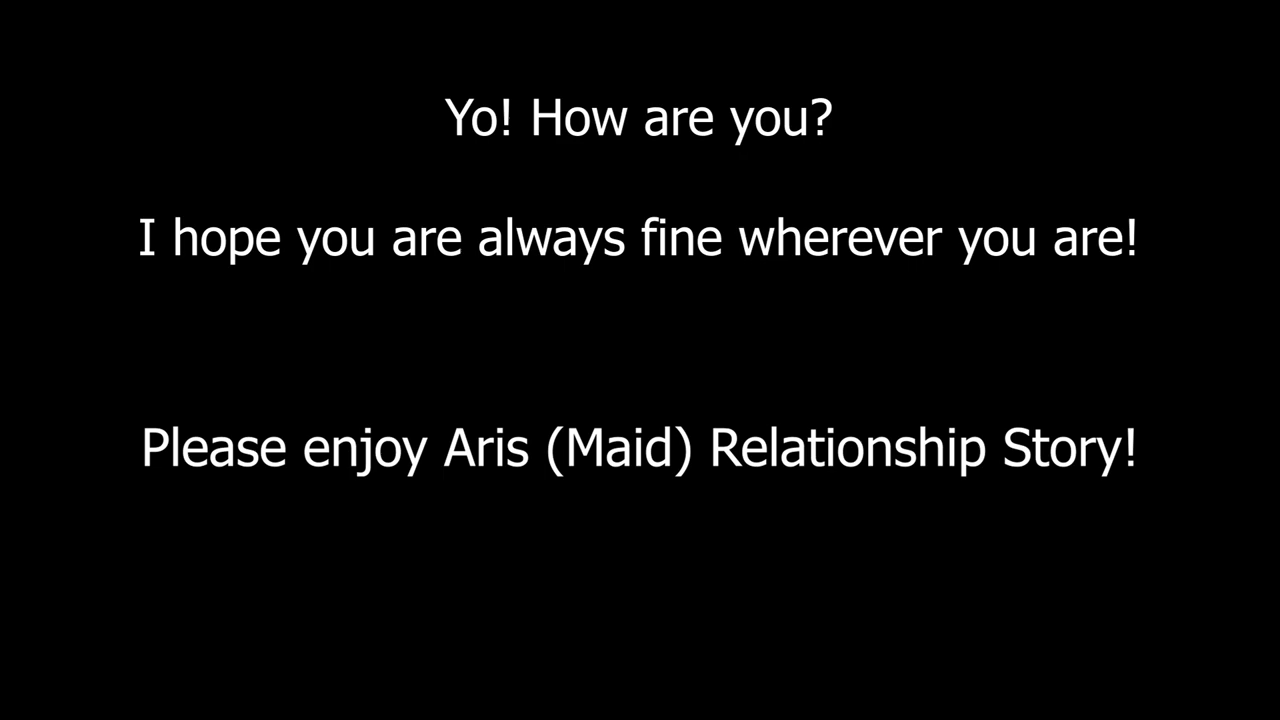 Yo! How are you?
I hope you are always fine wherever you are!
Please enjoy Aris (Maid) Relationship Story!